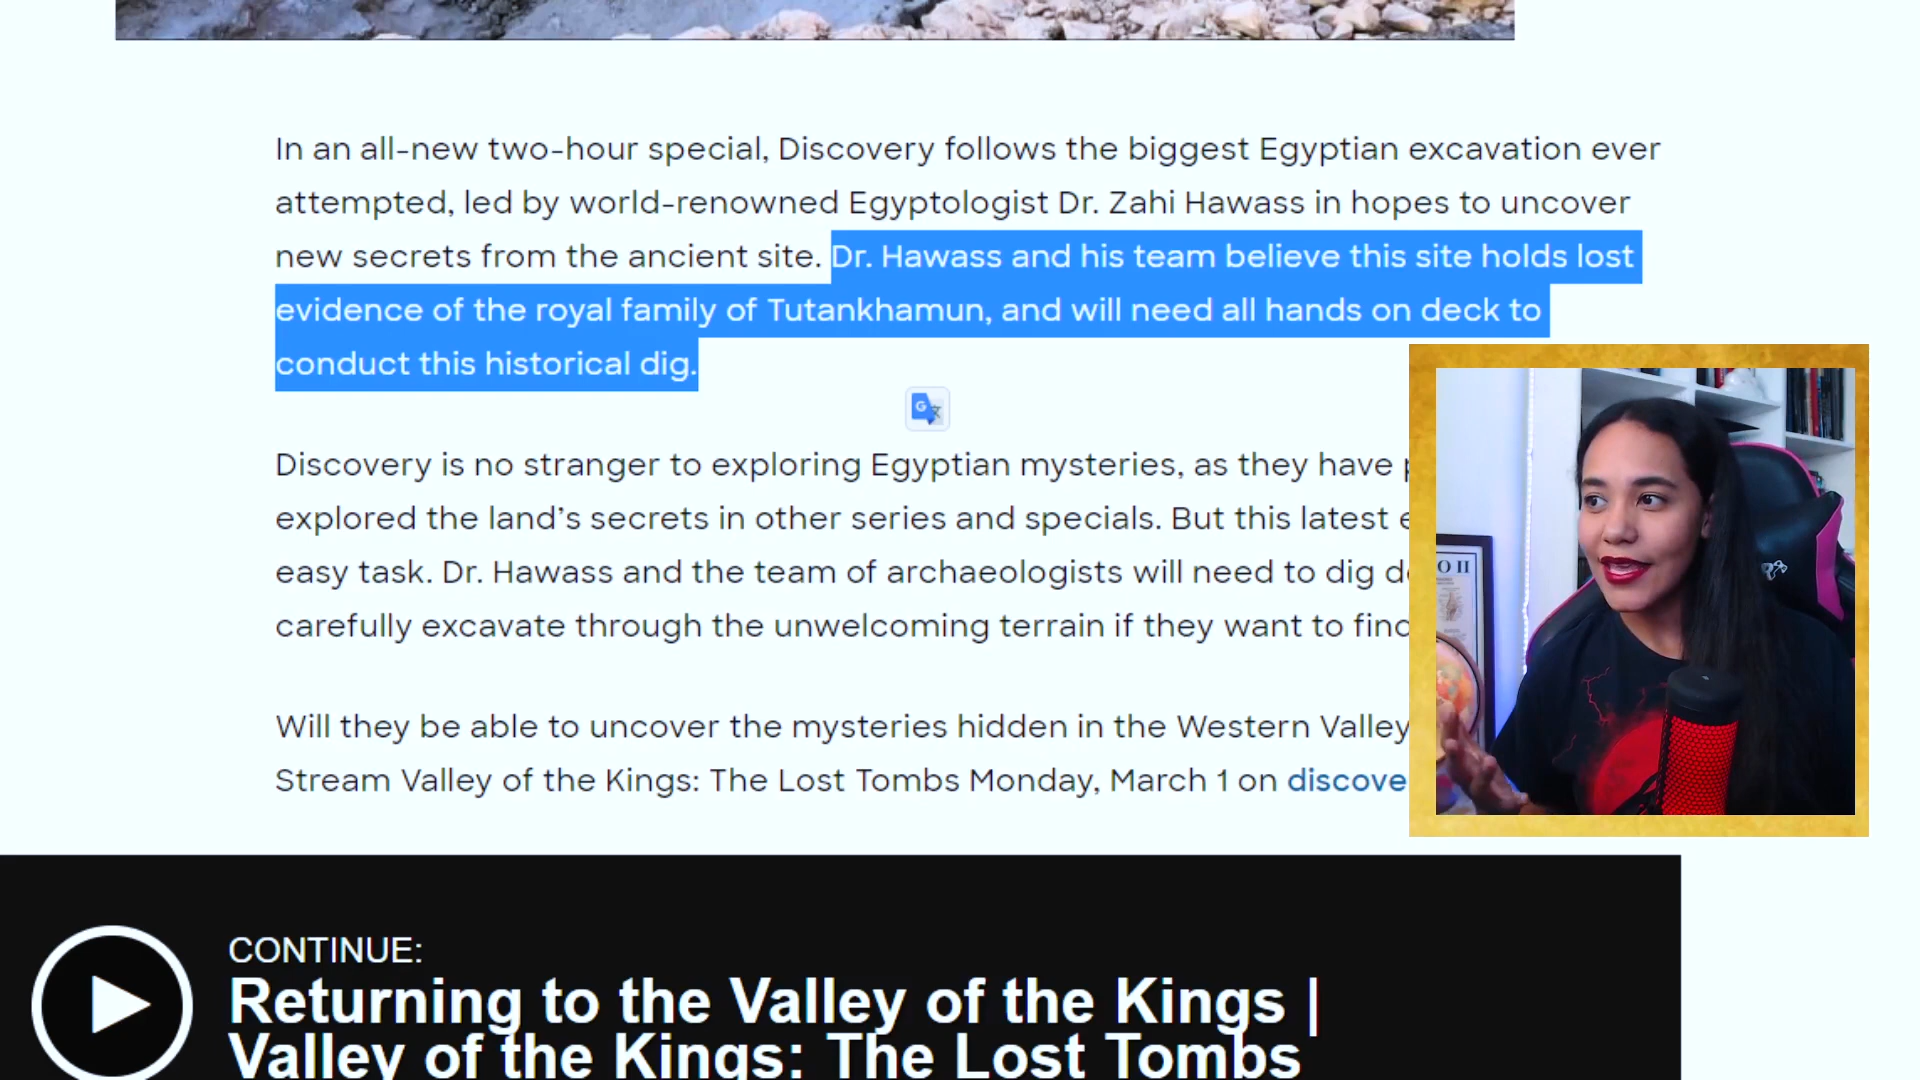 In an all-new two-hour special, Discovery follows the biggest Egyptian excavation ever
attempted, led by world-renowned Egyptologist Dr. Zahi Hawass in hopes to uncover
new secrets from the ancient site. Dr. Hawass and his team believe this site holds lost
evidence of the royal family of Tutankhamun, and will need all hands on deck to
conduct this historical dig.
Discovery is no stranger to exploring Egyptian mysteries, as they have
explored the land’s secrets in other series and specials. But this latest
easy task. Dr. Hawass and the team of archaeologists will need to dig
carefully excavate through the unwelcoming terrain if they want to
Will they be able to uncover the mysteries hidden in the Western Valley
Stream Valley of the Kings: The Lost Tombs Monday, March 1 on
O II
CONTINUE:
Returning to the Valley of the Kings |
Valley of the Kings: The Lost Tombs